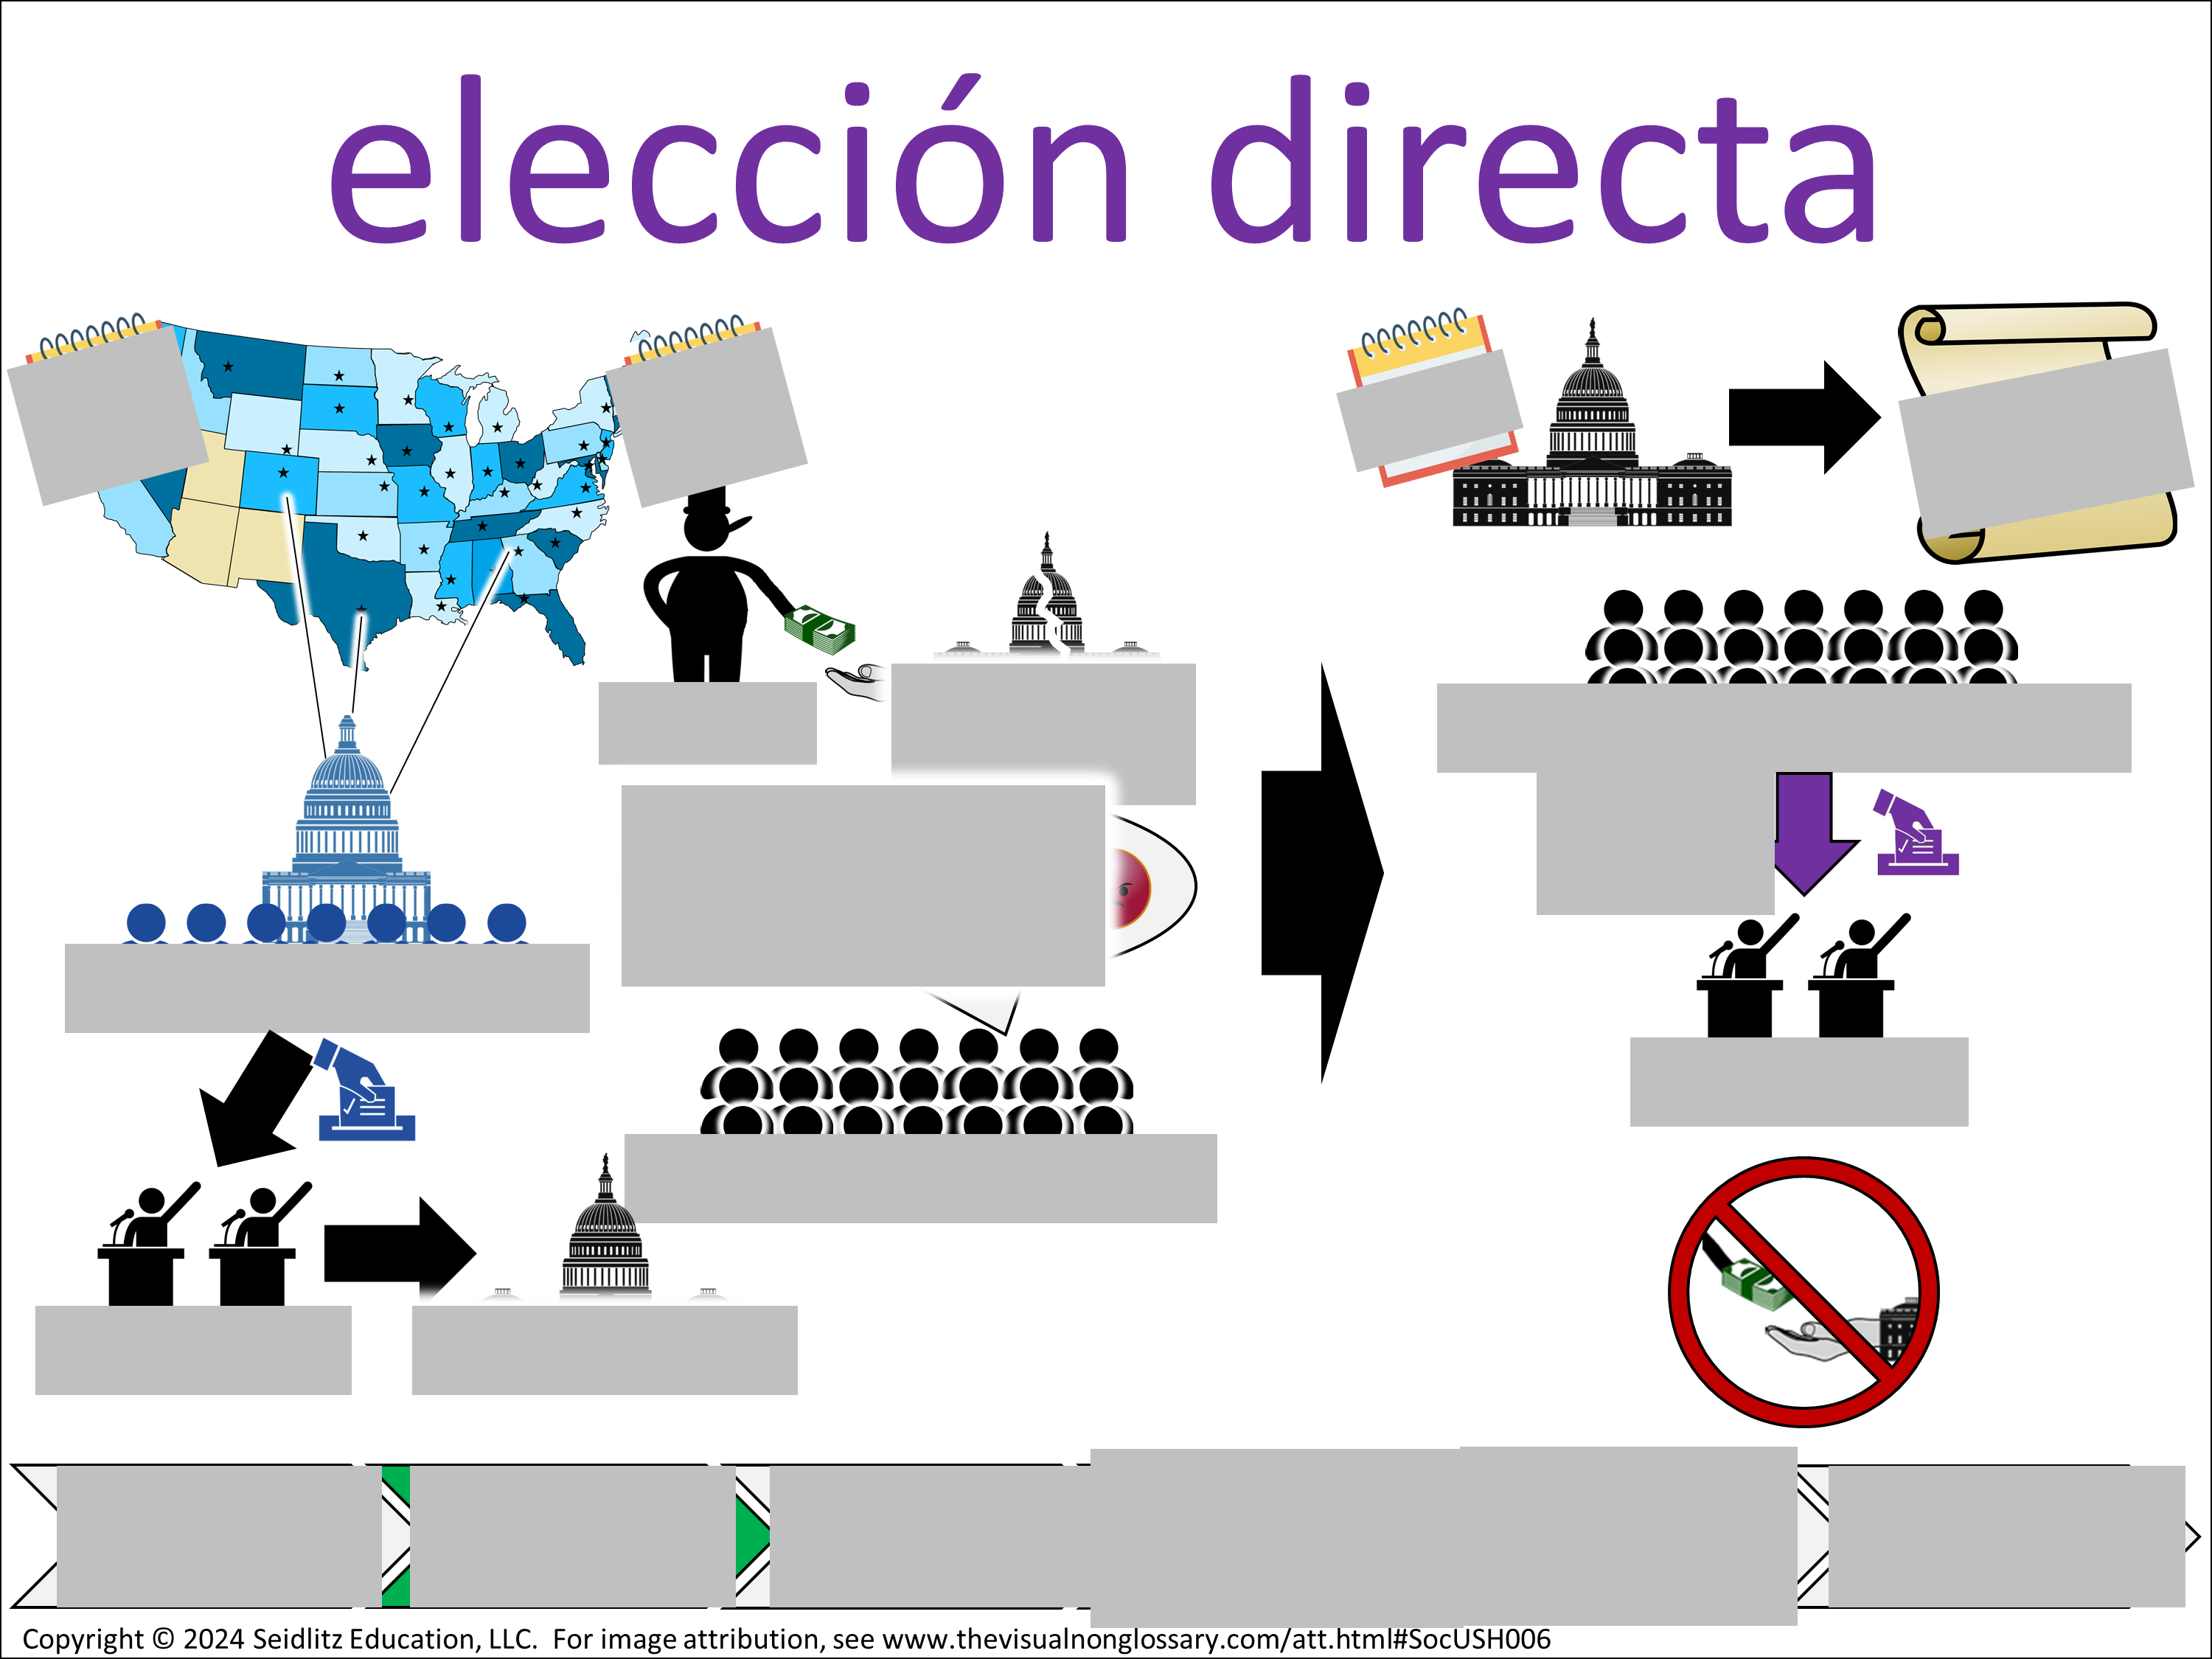 elección directa
Copyright © 2024 Seidlitz Education, LLC.  For image attribution, see www.thevisualnonglossary.com/att.html#SocUSH006